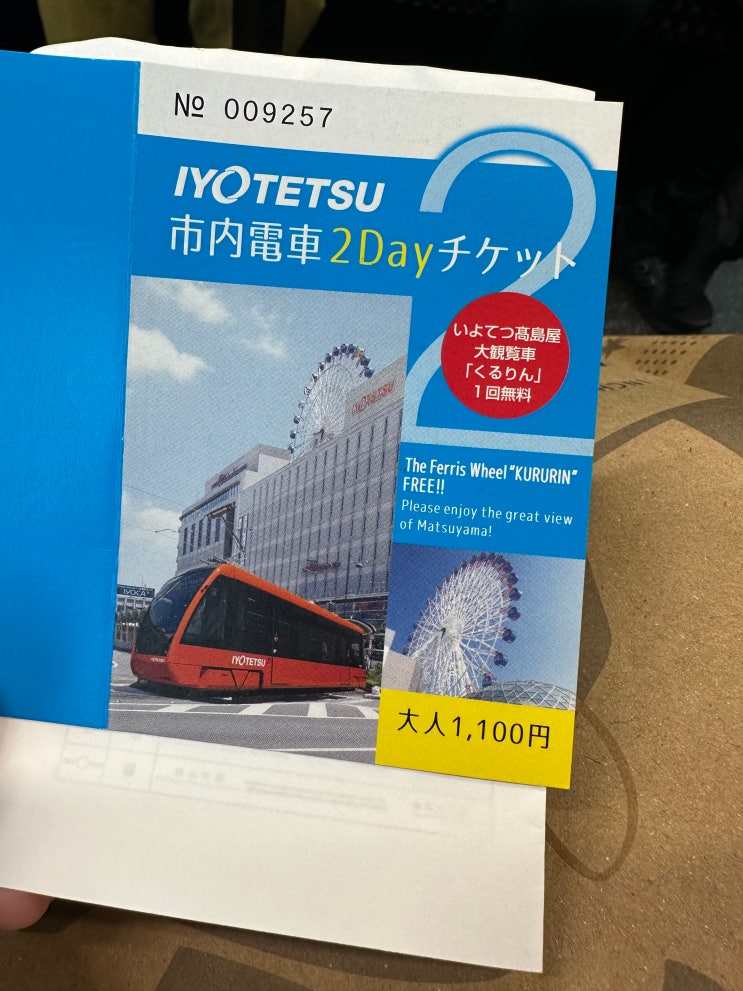 № 009257
IYOTETSU
市内電車2Dayチケット
2
いよてつ髙島屋
大観覧車
「くるりん」
1回無料
The Ferris Wheel "KURURIN"
FREE!!
Please enjoy the great view
of Matsuyama!
IYOTETSU
IYOTETSU
大人1,100円